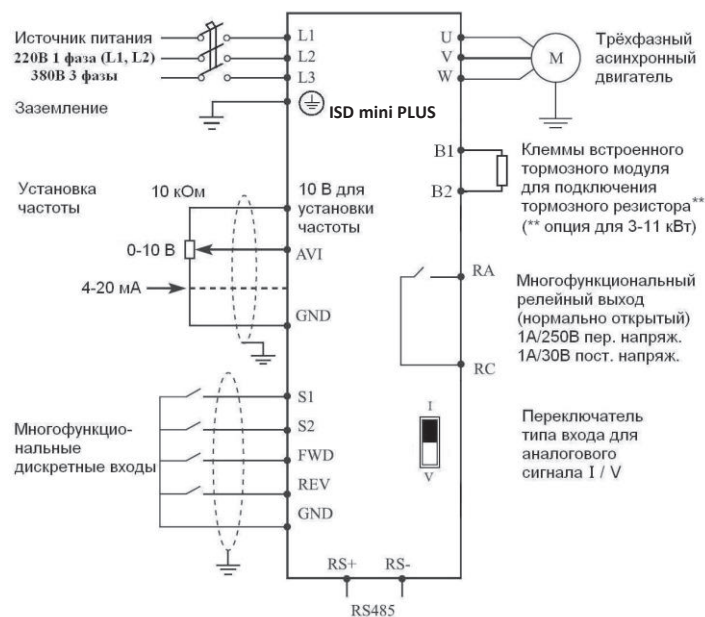 Источник питания
220В 1 фаза (L1, L2)
380В 3 фазы
Заземление
L1
L2
L3
ISD mini PLUS
U
V
W
M
Трёхфазный
асинхронный
двигатель
B1
B2
Клеммы встроенного
тормозного модуля
для подключения
тормозного резистора**
(** опция для 3-11 кВт)
Установка
частоты
10 кОм
0-10 В
4-20 мА
10 В для
установки
частоты
AVI
GND
RA
RC
Многофункциональный
релейный выход
(нормально открытый)
1А/250В пер. напряж.
1А/30В пост. напряж.
Многофункцио-
нальные
дискретные входы
S1
S2
FWD
REV
GND
I
V
Переключатель
типа входа для
аналогового
сигнала I / V
RS+ RS-
RS485